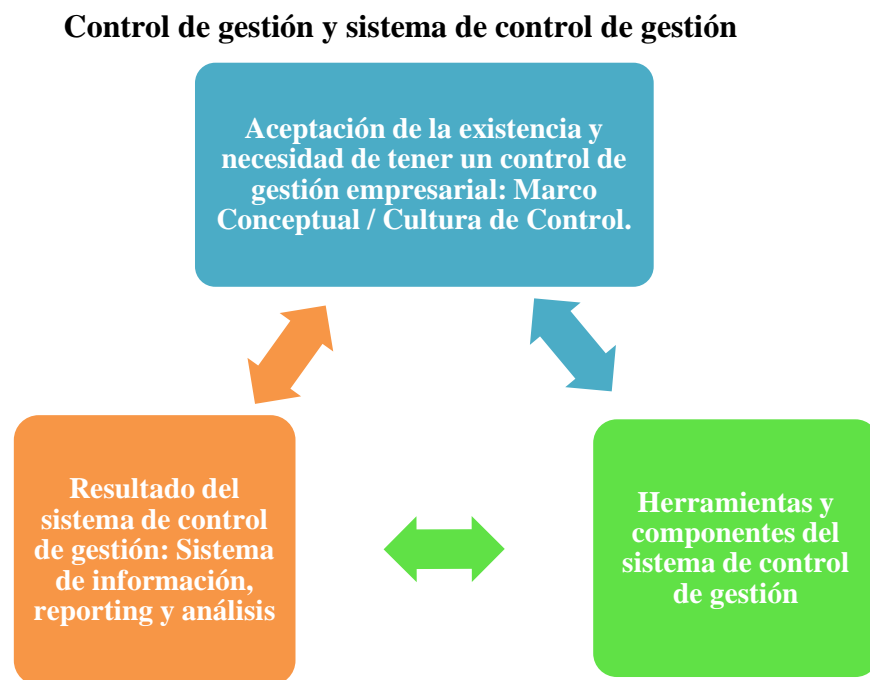 Control de gestión y sistema de control de gestión
Aceptación de la existencia y
necesidad de tener un control de
gestión empresarial: Marco
Conceptual / Cultura de Control.
Resultado del
sistema de control
de gestión: Sistema
de información,
reporting y análisis
Herramientas y
componentes del
sistema de control
de gestión